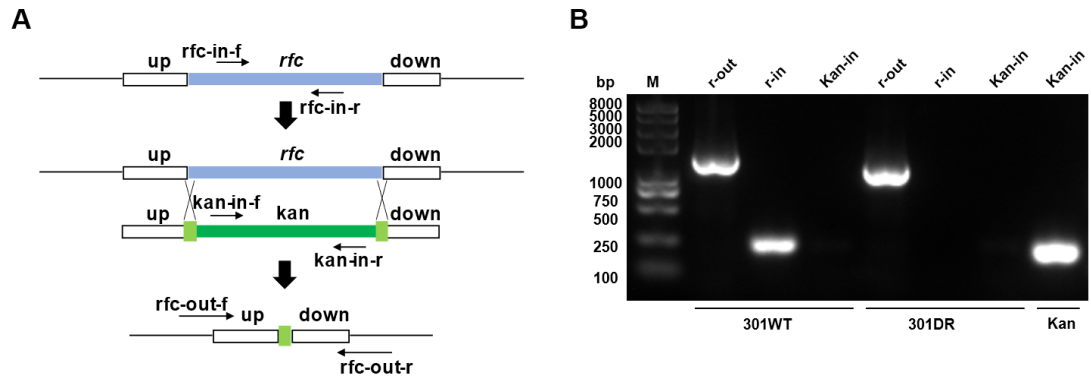 A
up rfc-in-f rfc down
rfc-in-r
up rfc down
up kan-in-f kan down
kan-in-r
rfc-out-f up down
rfc-out-r
B
bp M r-out r-in Kan-in r-out r-in Kan-in Kan-in
8000
5000
3000
2000
1000
750
500
250
100
301WT 301DR Kan